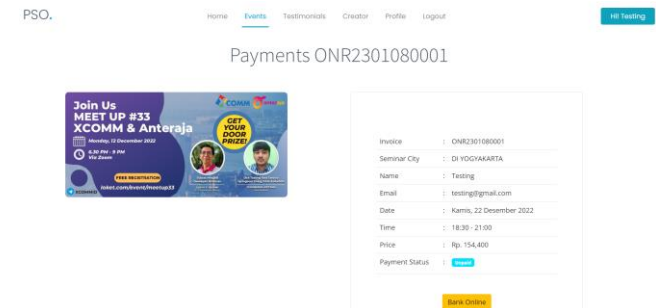 PSO.
Home Events Testimonials Creator Profile Logout
Hi! Testing
Payments ONR2301080001
Join Us
MEET UP #33
XCOMM & Anteraja
XCOMM
GET
YOUR
DOOR
PRIZE!
Monday, 12 December 2022
6.30 PM - 9 PM
Via Zoom
FREE REGISTRATION
loket.com/event/meetup33
Invoice : ONR2301080001
Seminar City : DI YOGYAKARTA
Name : Testing
Email : testing@gmail.com
Date : Kamis, 22 Desember 2022
Time : 18:30 - 21:00
Price : Rp. 154,400
Payment Status : Unpaid
Bank Online